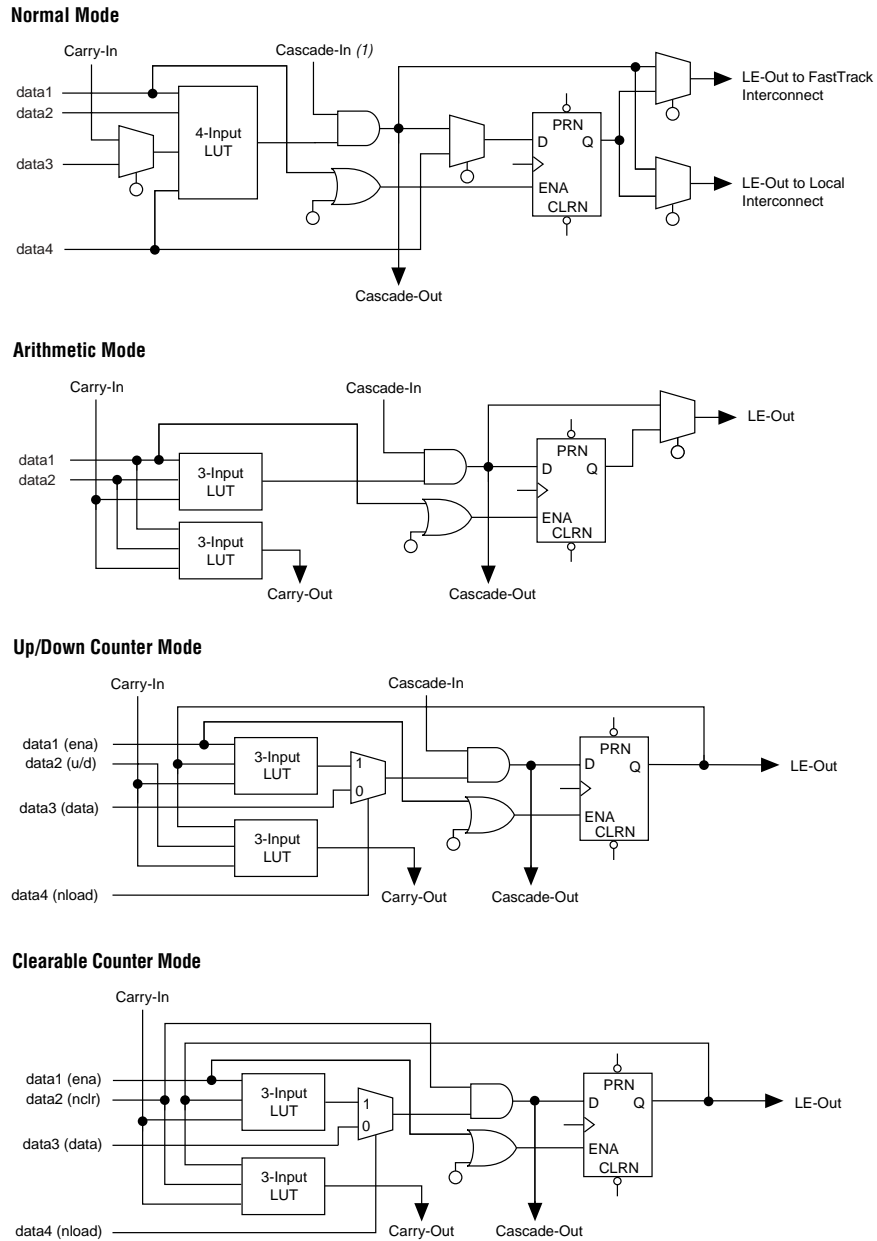 Normal Mode
Carry-In
Cascade-In (1)
data1
data2
data3
data4
4-Input
LUT
PRN
D
Q
ENA
CLRN
LE-Out to FastTrack
Interconnect
LE-Out to Local
Interconnect
Cascade-Out
Arithmetic Mode
Carry-In
Cascade-In
data1
data2
3-Input
LUT
3-Input
LUT
PRN
D
Q
ENA
CLRN
LE-Out
Carry-Out
Cascade-Out
Up/Down Counter Mode
Carry-In
Cascade-In
data1 (ena)
data2 (u/d)
data3 (data)
data4 (nload)
3-Input
LUT
1
0
3-Input
LUT
PRN
D
Q
ENA
CLRN
LE-Out
Carry-Out
Cascade-Out
Clearable Counter Mode
Carry-In
data1 (ena)
data2 (nclr)
data3 (data)
data4 (nload)
3-Input
LUT
1
0
3-Input
LUT
PRN
D
Q
ENA
CLRN
LE-Out
Carry-Out
Cascade-Out